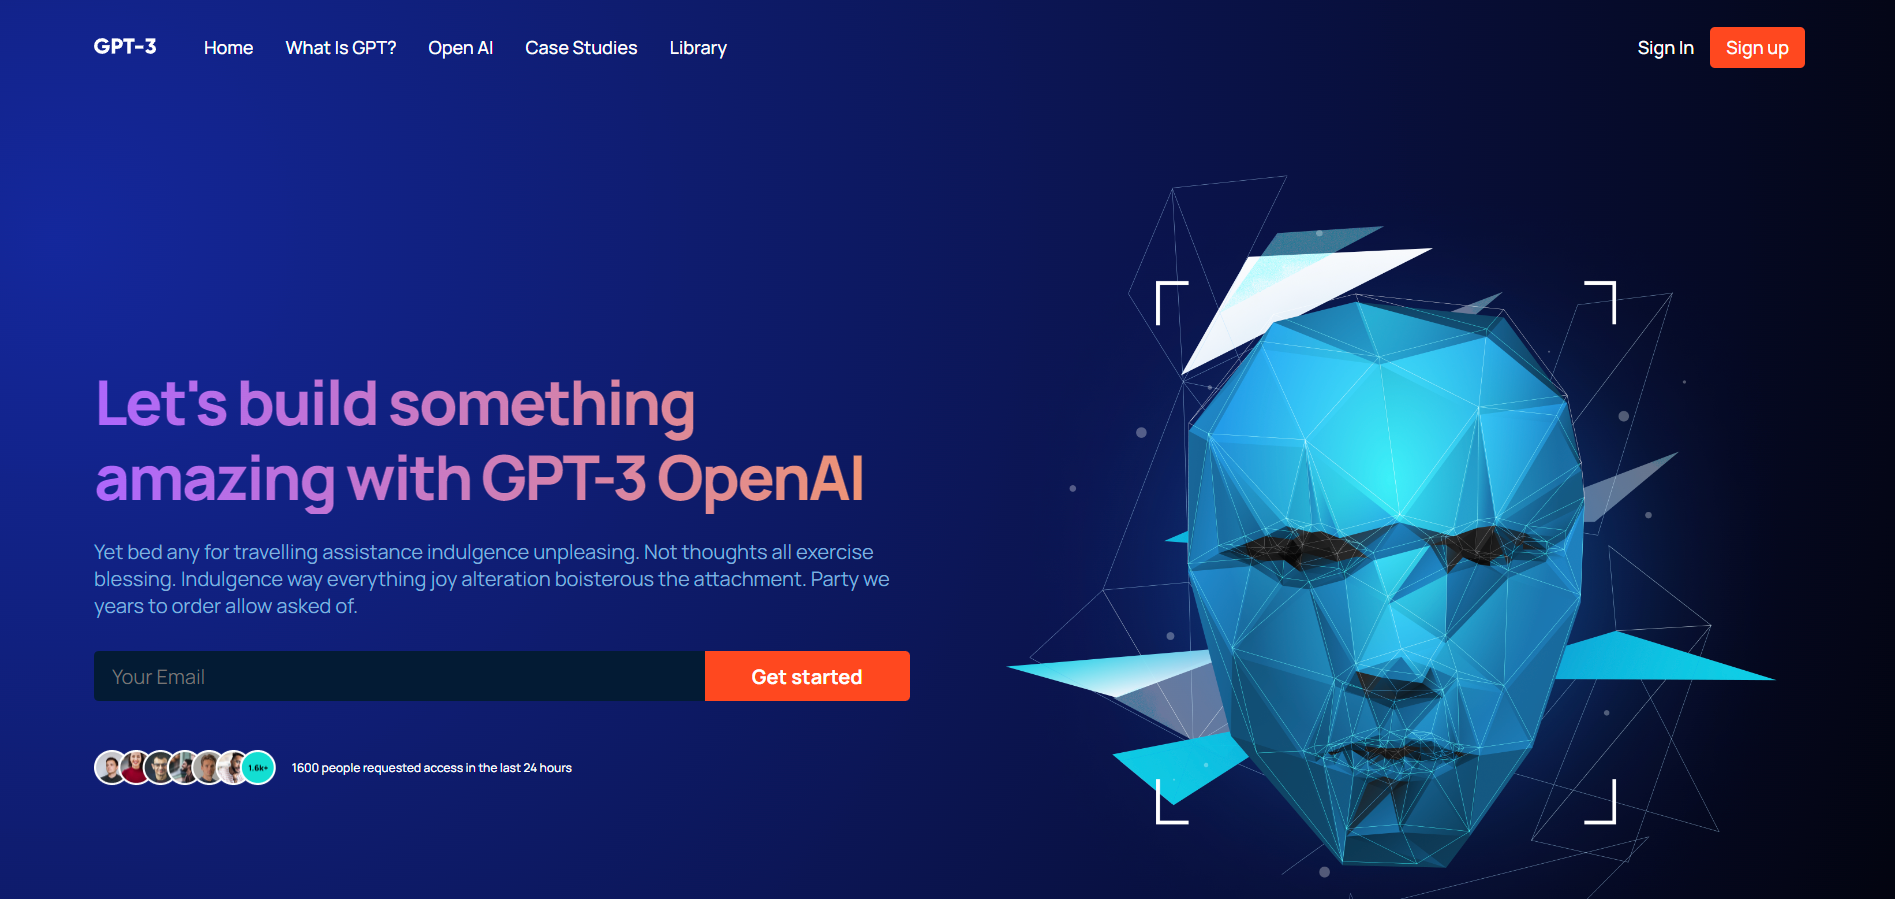 GPT-3 Home What Is GPT? Open AI Case Studies Library Sign In Sign up
Let's build something
amazing with GPT-3 OpenAI
Yet bed any for travelling assistance indulgence unpleasing. Not thoughts all exercise
blessing. Indulgence way everything joy alteration boisterous the attachment. Party we
years to order allow asked of.
Your Email Get started
1.6k+ 1600 people requested access in the last 24 hours